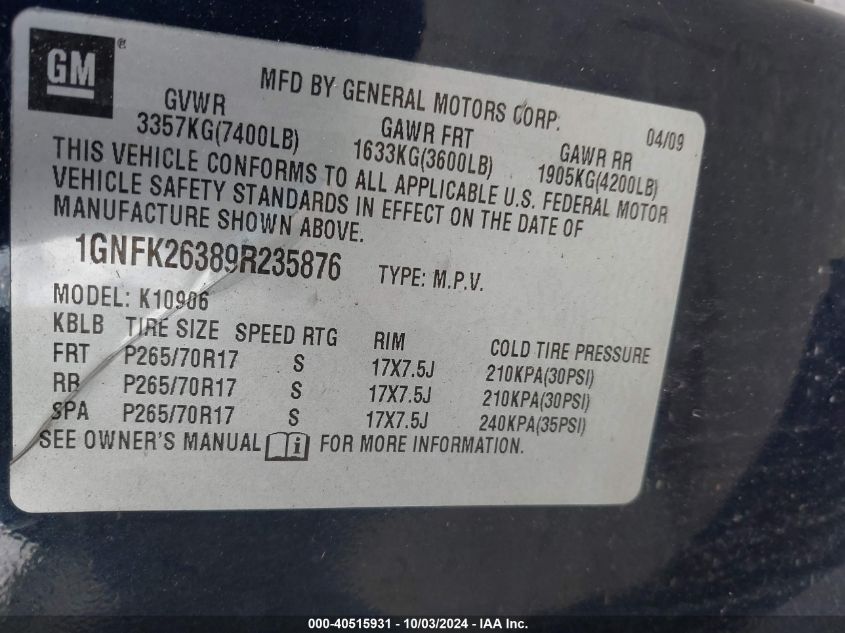 GM®
MFD BY GENERAL MOTORS CORP.
04/09
GVWR
GAWR FRT
GAWR RR
3357KG(7400LB)
1633KG(3600LB)
1905KG(4200LB)
THIS VEHICLE CONFORMS TO ALL APPLICABLE U.S. FEDERAL MOTOR
VEHICLE SAFETY STANDARDS IN EFFECT ON THE DATE OF
MANUFACTURE SHOWN ABOVE.
1GNFK26389R235876 TYPE: M.P.V.
MODEL: K10906
KBLB TIRE SIZE SPEED RTG RIM COLD TIRE PRESSURE
FRT P265/70R17 S 17X7.5J 210KPA(30PSI)
RR P265/70R17 S 17X7.5J 210KPA(30PSI)
SPA P265/70R17 S 17X7.5J 240KPA(35PSI)
SEE OWNER'S MANUAL i FOR MORE INFORMATION.
000-40515931 - 10/03/2024 - IAA Inc.